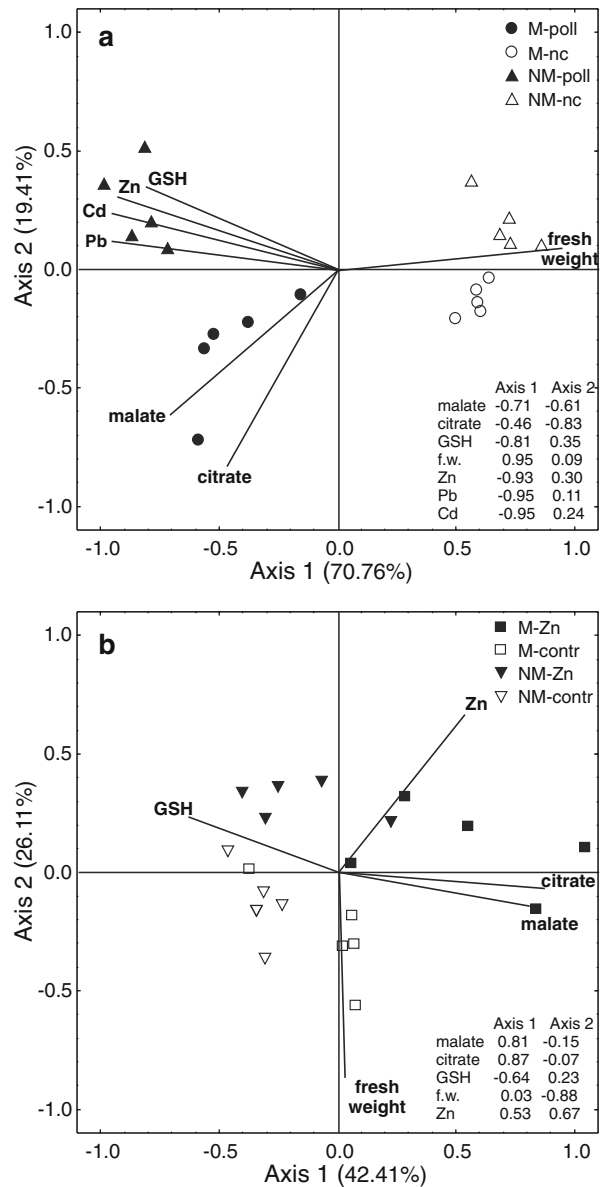 a
M-poll
M-nc
NM-poll
NM-nc
1.0
0.5
0.0
-0.5
-1.0
Axis 2 (19.41%)
GSH
Zn
Cd
Pb
fresh
weight
malate
citrate
Axis 1 Axis 2
malate -0.71 -0.61
citrate -0.46 -0.83
GSH -0.81 0.35
f.w. 0.95 0.09
Zn -0.93 0.30
Pb -0.95 0.11
Cd -0.95 0.24
-1.0 -0.5 0.0 0.5 1.0
Axis 1 (70.76%)
b
M-Zn
M-contr
NM-Zn
NM-contr
1.0
0.5
0.0
-0.5
-1.0
Axis 2 (26.11%)
Zn
GSH
citrate
malate
fresh
weight
Axis 1 Axis 2
malate 0.81 -0.15
citrate 0.87 -0.07
GSH -0.64 0.23
f.w. 0.03 -0.88
Zn 0.53 0.67
-1.0 -0.5 0.0 0.5 1.0
Axis 1 (42.41%)